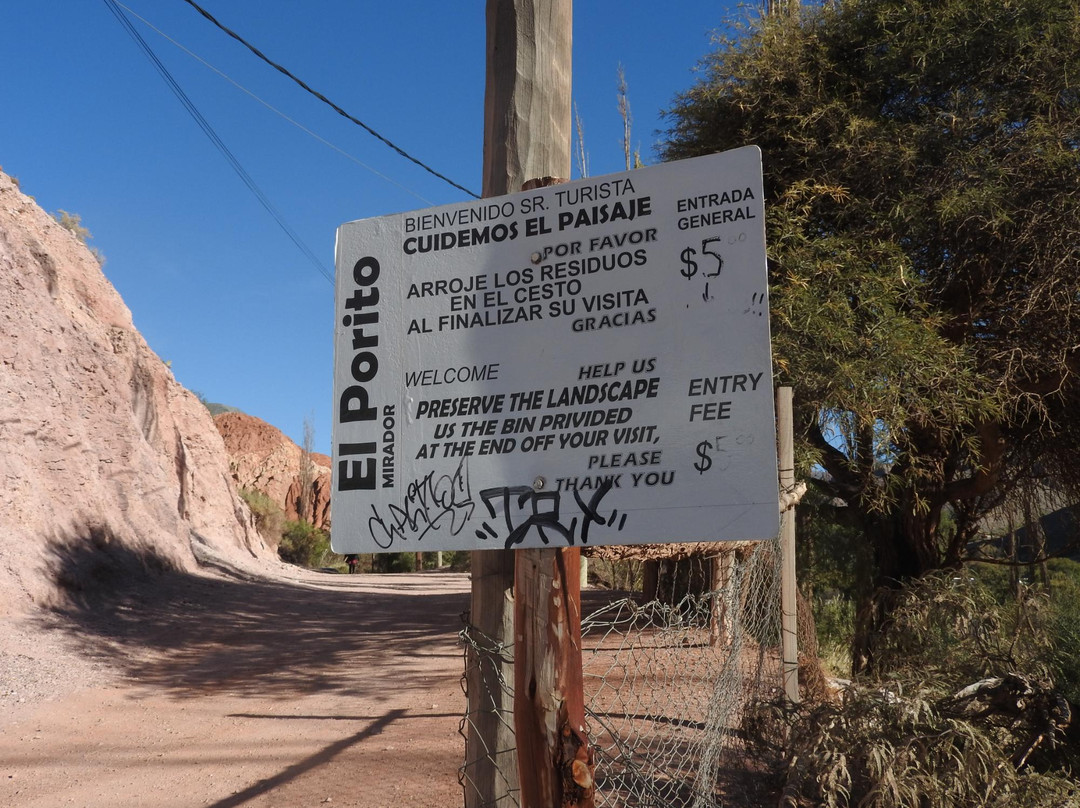 El Porito
MIRADOR
BIENVENIDO SR. TURISTA
CUIDEMOS EL PAISAJE
POR FAVOR
ARROJE LOS RESIDUOS
EN EL CESTO
AL FINALIZAR SU VISITA
GRACIAS
ENTRADA
GENERAL
$5
WELCOME
HELP US
PRESERVE THE LANDSCAPE
US THE BIN PRIVIDED
AT THE END OFF YOUR VISIT,
PLEASE
THANK YOU
ENTRY
FEE
$5